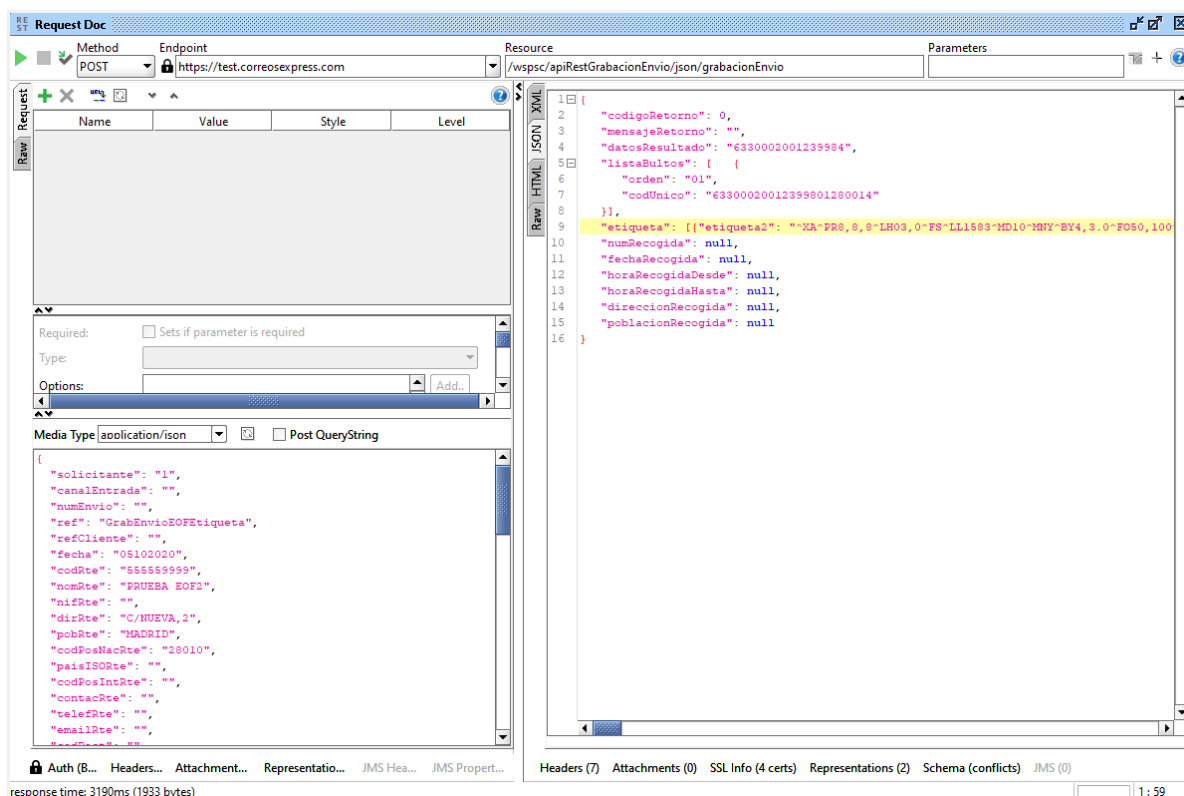 RE
ST Request Doc
Method Endpoint Resource Parameters
POST https://test.correosexpress.com /wspsc/apiRestGrabacionEnvio/json/grabacionEnvio
Request
Raw
Name Value Style Level
Required: Sets if parameter is required
Type:
Options: Add..
Media Type application/json Post QueryString
{
"solicitante": "1",
"canalEntrada": "",
"numEnvio": "",
"ref": "GrabEnvioEOFEtiqueta",
"refCliente": "",
"fecha": "05102020",
"codRte": "555559999",
"nomRte": "PRUEBA EOF2",
"nifRte": "",
"dirRte": "C/NUEVA,2",
"pobRte": "MADRID",
"codPosNacRte": "28010",
"paisISORte": "",
"codPosIntRte": "",
"contacRte": "",
"telefRte": "",
"emailRte": "",
Auth (B... Headers... Attachment... Representatio... JMS Hea... JMS Propert...
XML
JSON
HTML
Raw
1 {
2 "codigoRetorno": 0,
3 "mensajeRetorno": "",
4 "datosResultado": "6330002001239984",
5 "listaBultos": [ {
6 "orden": "01",
7 "codUnico": "63300020012399801280014"
8 }],
9 "etiqueta": [{"etiqueta2": "^XA^PR8,8,8^LH03,0^FS^LL1583^MD10^MNY^BY4,3.0^FO50,100^
10 "numRecogida": null,
11 "fechaRecogida": null,
12 "horaRecogidaDesde": null,
13 "horaRecogidaHasta": null,
14 "direccionRecogida": null,
15 "poblacionRecogida": null
16 }
Headers (7) Attachments (0) SSL Info (4 certs) Representations (2) Schema (conflicts) JMS (0)
response time: 3190ms (1933 bytes) 1 : 59